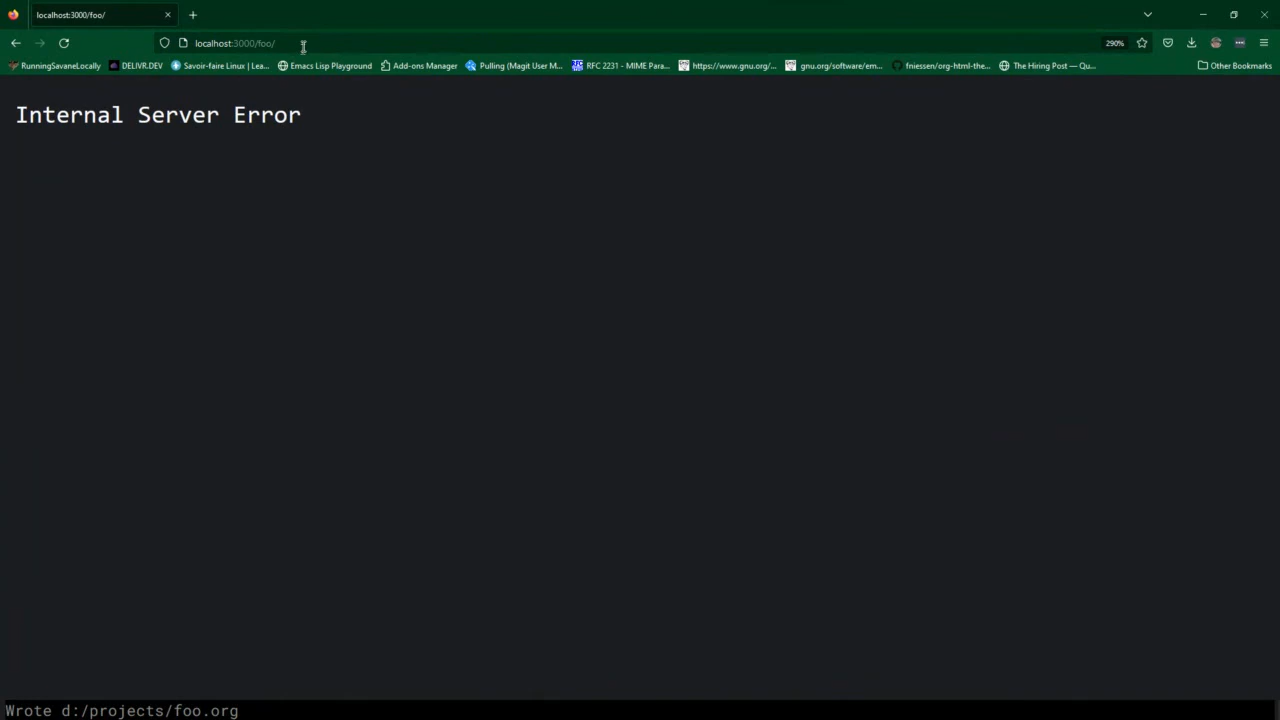 localhost:3000/foo/
localhost:3000/foo/
290%
RunningSavaneLocally
DELIVR.DEV
Savoir-faire Linux | Lea...
Emacs Lisp Playground
Add-ons Manager
Pulling (Magit User M...
RFC 2231 - MIME Para...
https://www.gnu.org/...
gnu.org/software/em...
fniessen/org-html-the...
The Hiring Post — Qu...
Other Bookmarks
Internal Server Error
Wrote d:/projects/foo.org